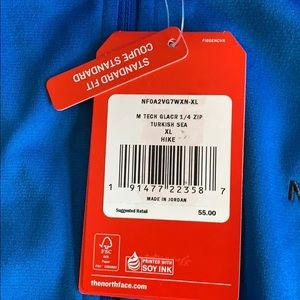 STANDARD FIT
COUPE STANDARD
NF0A2VG7WXN-XL
M TECH GLACR 1/4 ZIP
TURKISH SEA
XL
HIKE
1 91477 22358 7
MADE IN JORDAN
Suggested Retail 55.00
FSC
PRINTED WITH
SOY INK
thenorthface.com